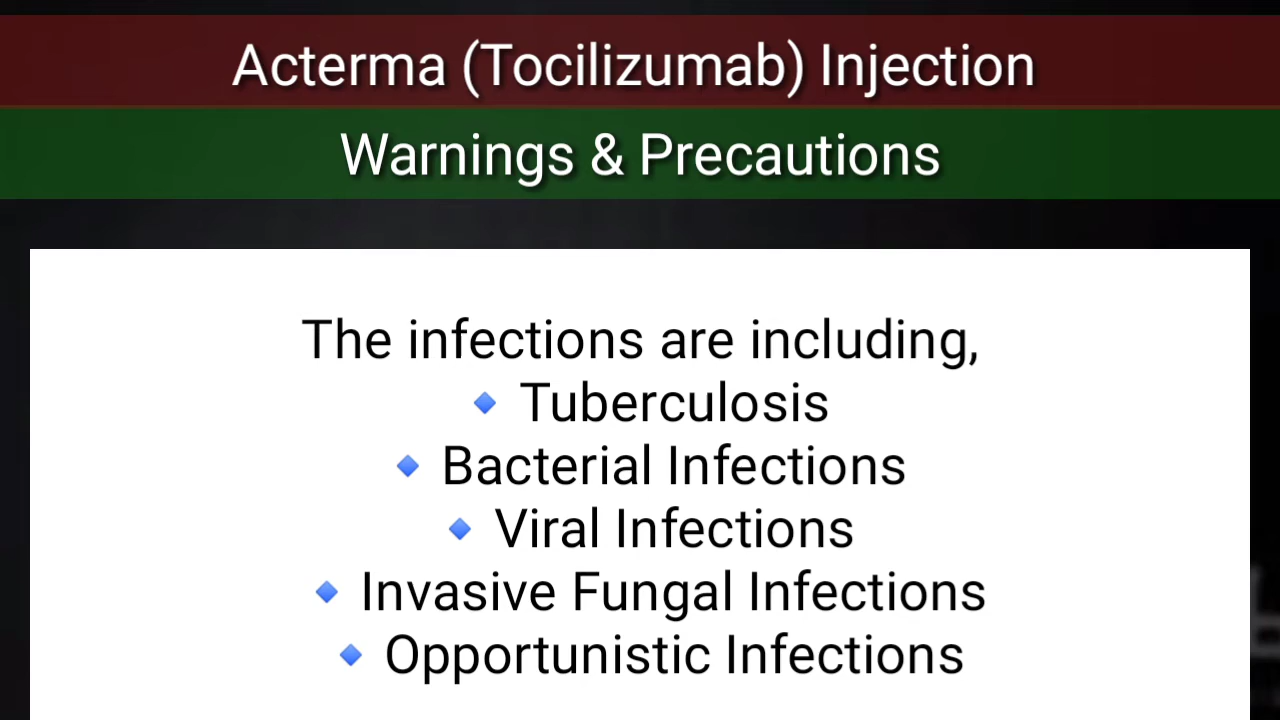 Acterma (Tocilizumab) Injection
Warnings & Precautions
The infections are including,
🔹 Tuberculosis
🔹 Bacterial Infections
🔹 Viral Infections
🔹 Invasive Fungal Infections
🔹 Opportunistic Infections